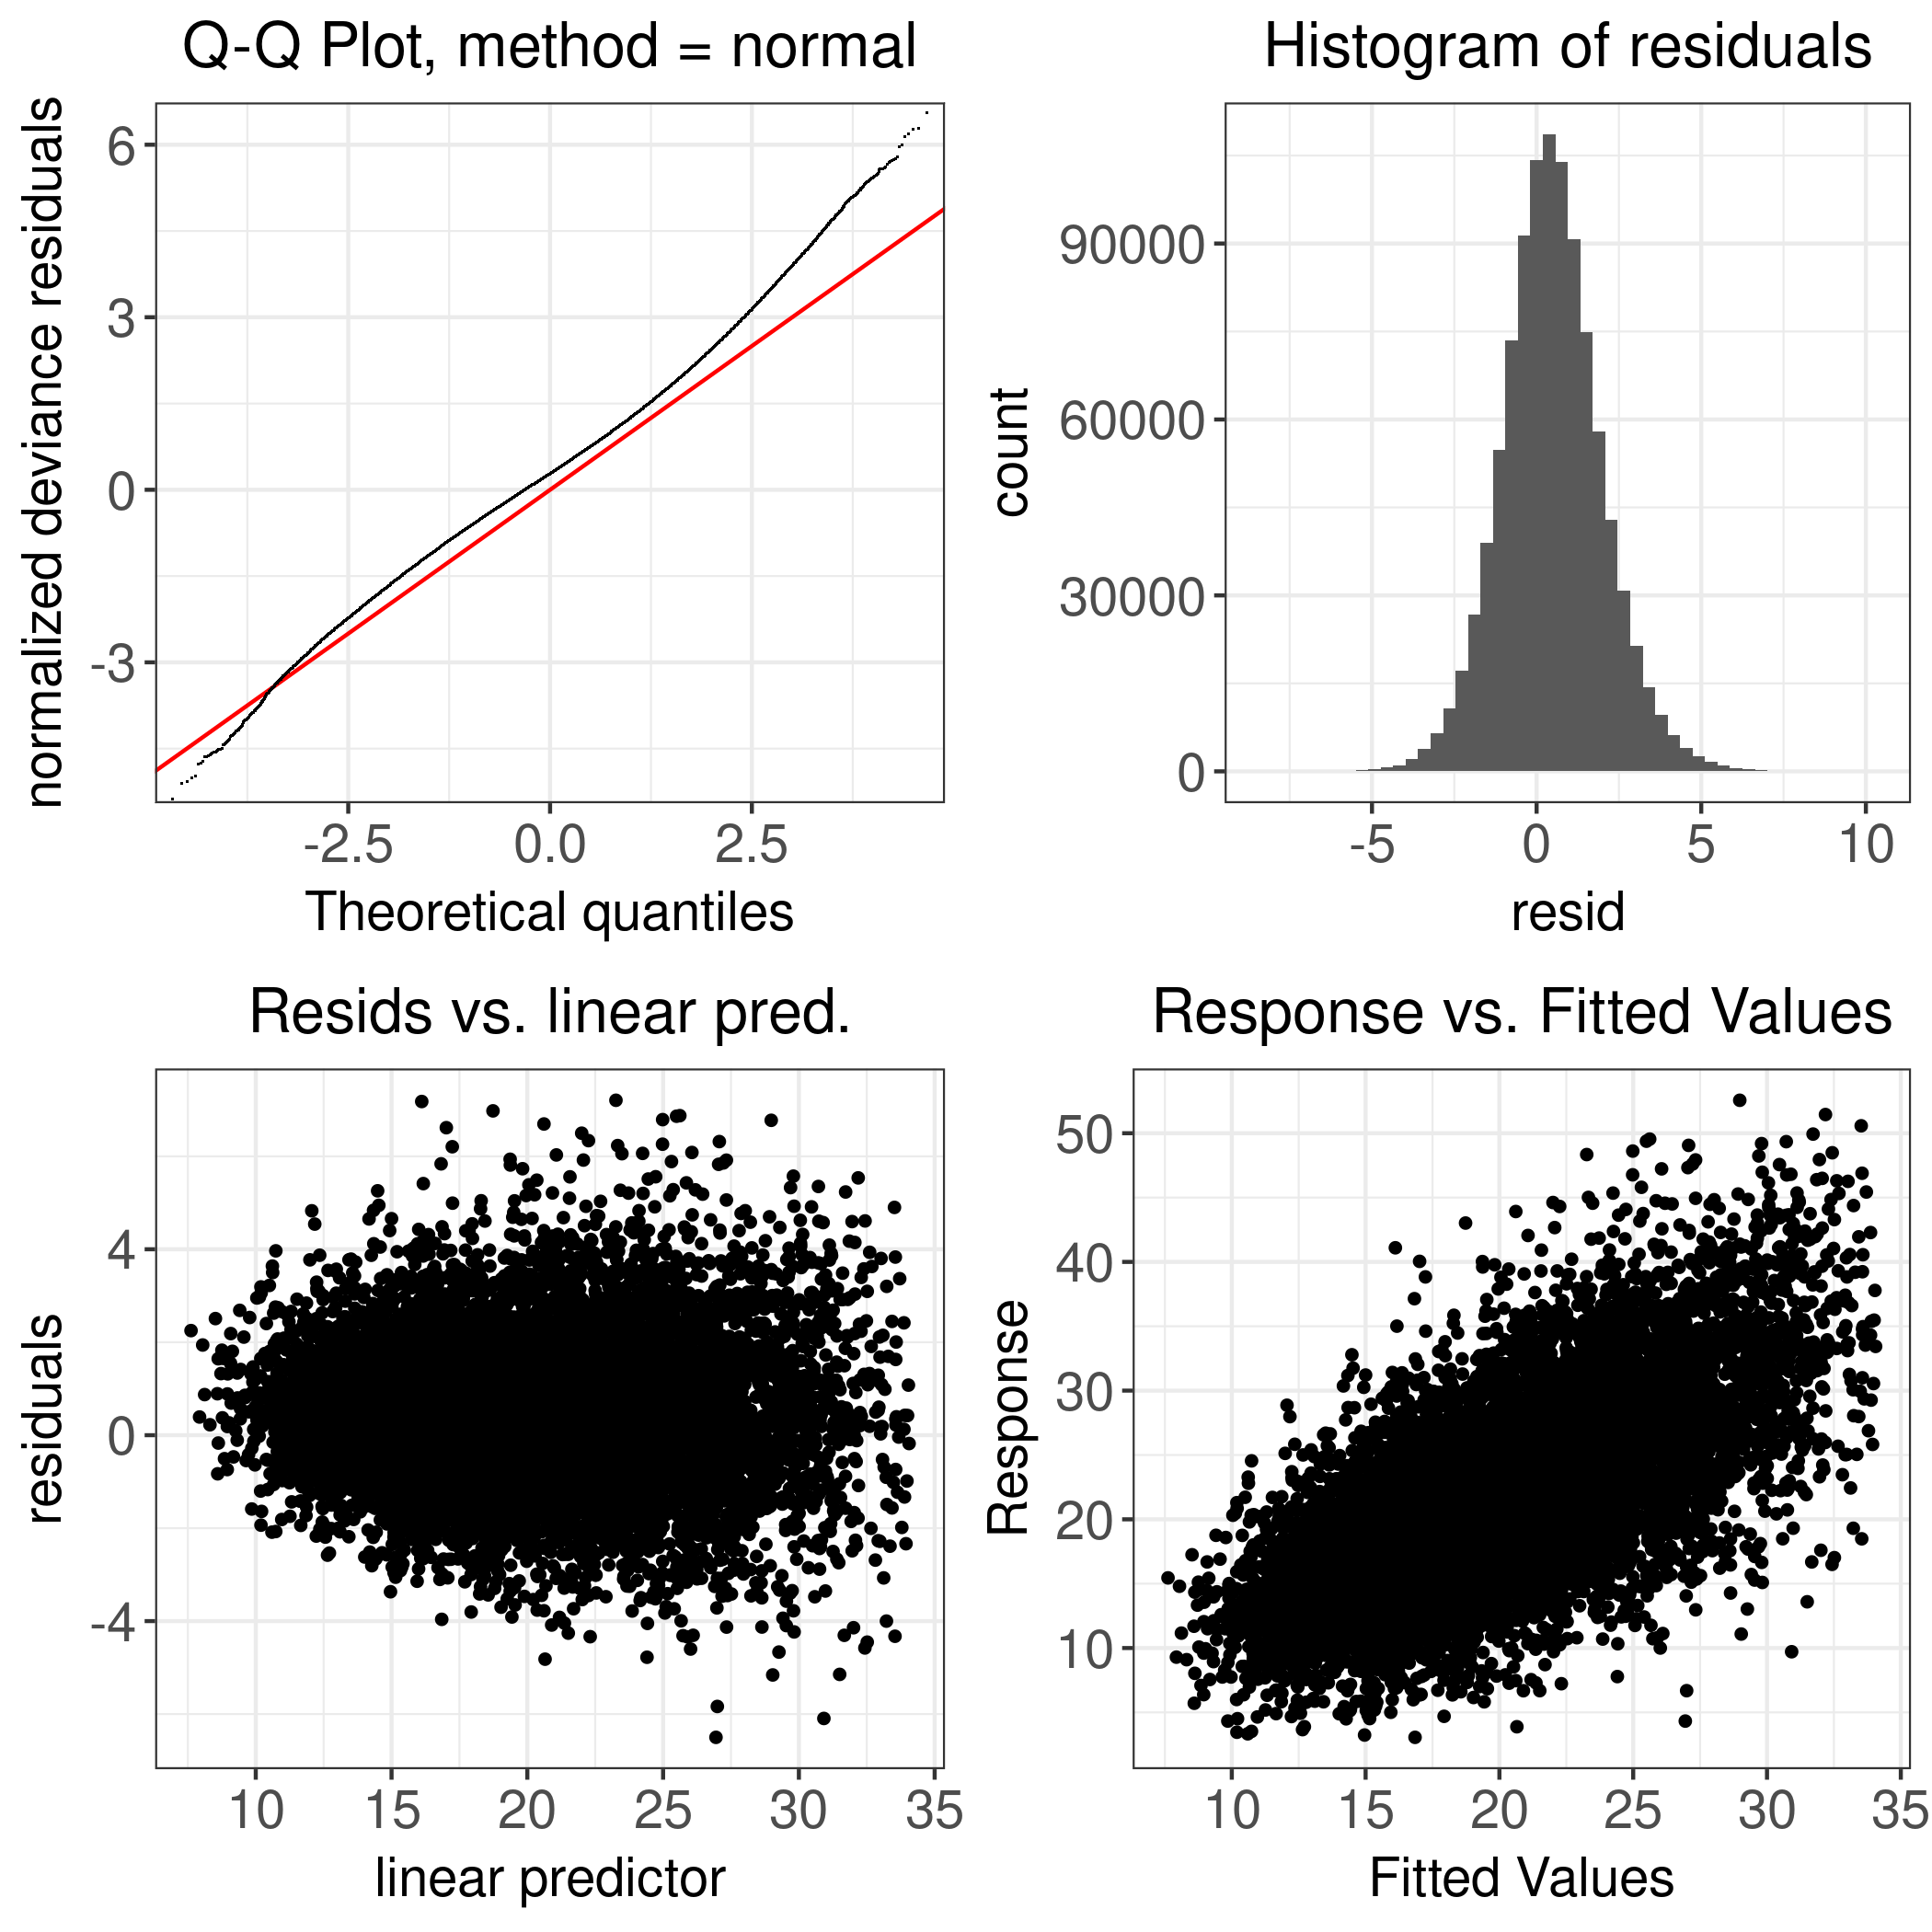 Q-Q Plot, method = normal
normalized deviance residuals
6
3
0
-3
-2.5 0.0 2.5
Theoretical quantiles
Histogram of residuals
count
90000
60000
30000
0
-5 0 5 10
resid
Resids vs. linear pred.
residuals
4
0
-4
10 15 20 25 30 35
linear predictor
Response vs. Fitted Values
Response
50
40
30
20
10
10 15 20 25 30 35
Fitted Values